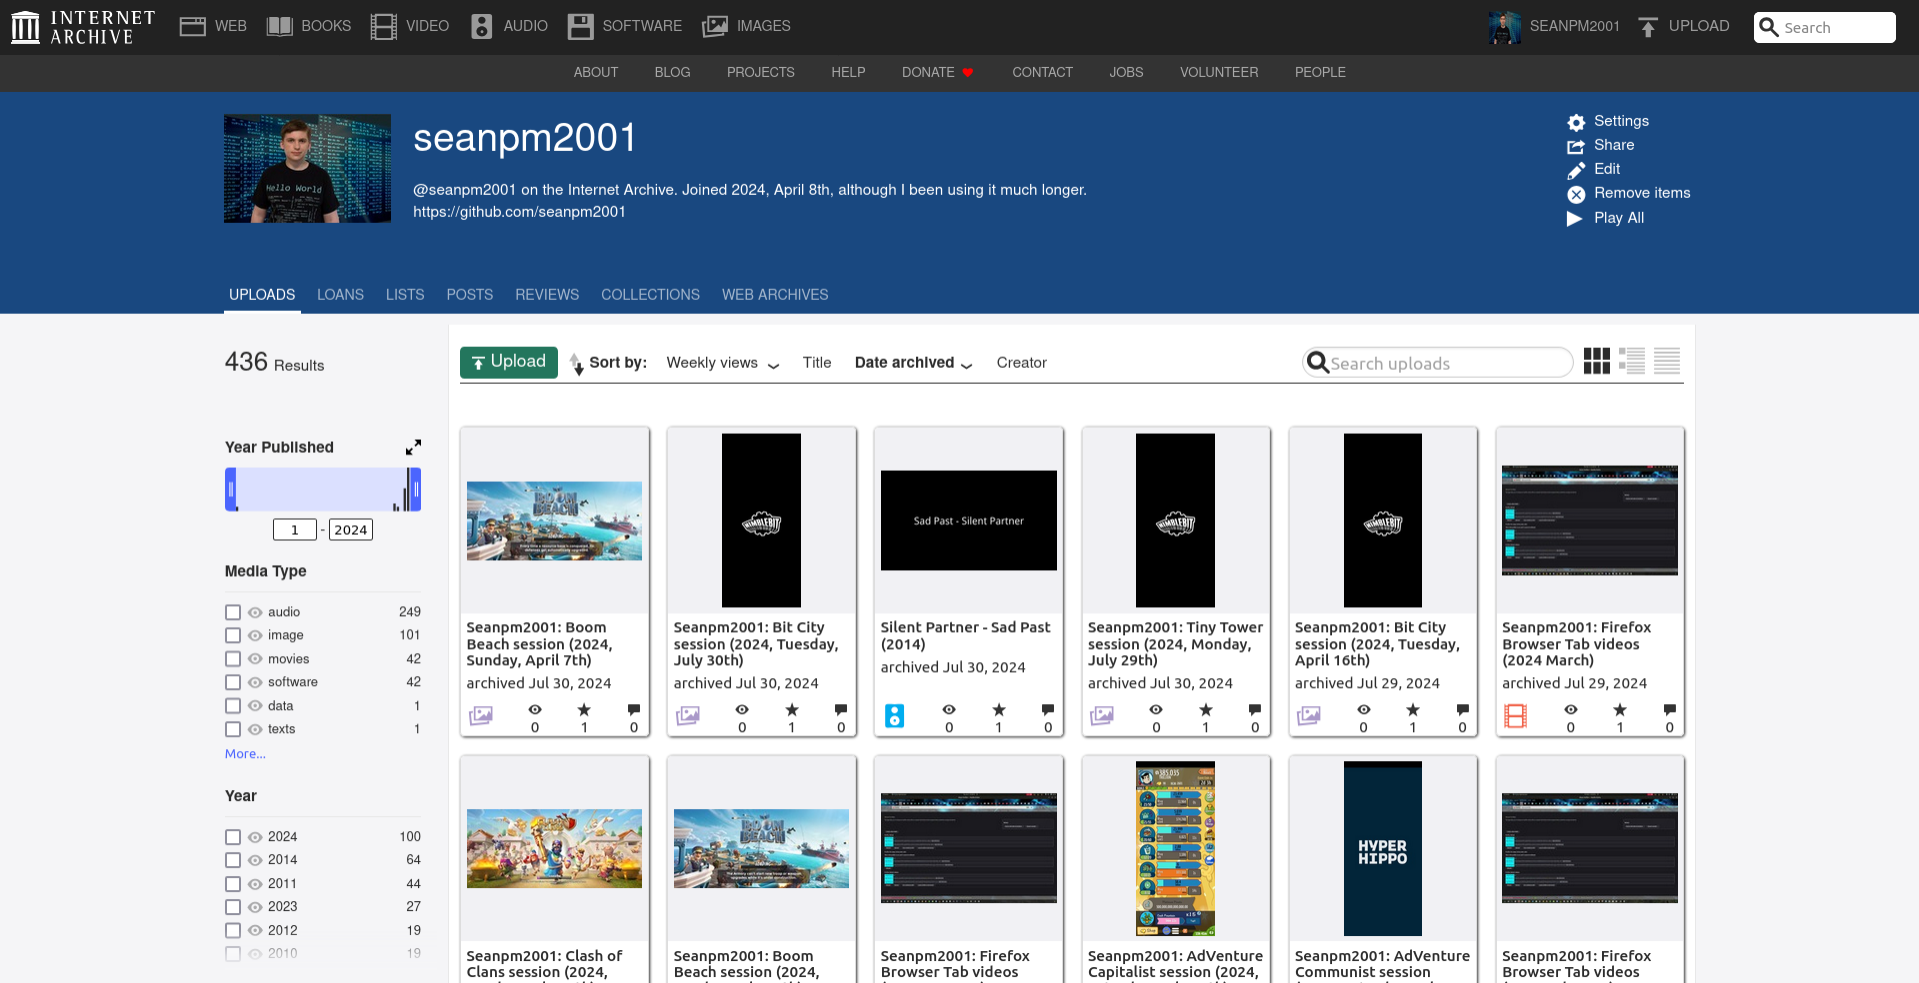 INTERNET
ARCHIVE
WEB
BOOKS
VIDEO
AUDIO
SOFTWARE
IMAGES
SEANPM2001
UPLOAD
Search
ABOUT
BLOG
PROJECTS
HELP
DONATE
CONTACT
JOBS
VOLUNTEER
PEOPLE
Hello World
seanpm2001
@seanpm2001 on the Internet Archive. Joined 2024, April 8th, although I been using it much longer.
https://github.com/seanpm2001
Settings
Share
Edit
Remove items
Play All
UPLOADS
LOANS
LISTS
POSTS
REVIEWS
COLLECTIONS
WEB ARCHIVES
436 Results
Upload
Sort by:
Weekly views
Title
Date archived
Creator
Search uploads
Year Published
1 - 2024
Media Type
audio 249
image 101
movies 42
software 42
data 1
texts 1
More...
Year
2024 100
2014 64
2011 44
2023 27
2012 19
2010 19
BOOM
BEACH
Seanpm2001: Boom
Beach session (2024,
Sunday, April 7th)
archived Jul 30, 2024
0 1 0
NIMBLEBIT
Seanpm2001: Bit City
session (2024, Tuesday,
July 30th)
archived Jul 30, 2024
0 1 0
Sad Past - Silent Partner
Silent Partner - Sad Past
(2014)
archived Jul 30, 2024
0 1 0
NIMBLEBIT
Seanpm2001: Tiny Tower
session (2024, Monday,
July 29th)
archived Jul 30, 2024
0 1 0
NIMBLEBIT
Seanpm2001: Bit City
session (2024, Tuesday,
April 16th)
archived Jul 29, 2024
0 1 0
Seanpm2001: Firefox
Browser Tab videos
(2024 March)
archived Jul 29, 2024
0 1 0
Seanpm2001: Clash of
Clans session (2024,
BOOM
BEACH
Seanpm2001: Boom
Beach session (2024,
Seanpm2001: Firefox
Browser Tab videos
Seanpm2001: AdVenture
Capitalist session (2024,
HYPER
HIPPO
Seanpm2001: AdVenture
Communist session
Seanpm2001: Firefox
Browser Tab videos